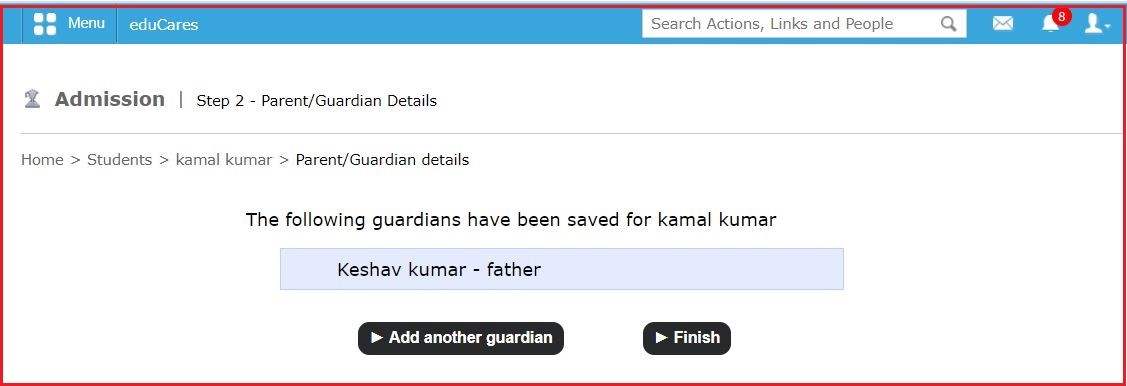 Menu eduCares Search Actions, Links and People 8
Admission | Step 2 - Parent/Guardian Details
Home > Students > kamal kumar > Parent/Guardian details
The following guardians have been saved for kamal kumar
Keshav kumar - father
► Add another guardian ► Finish